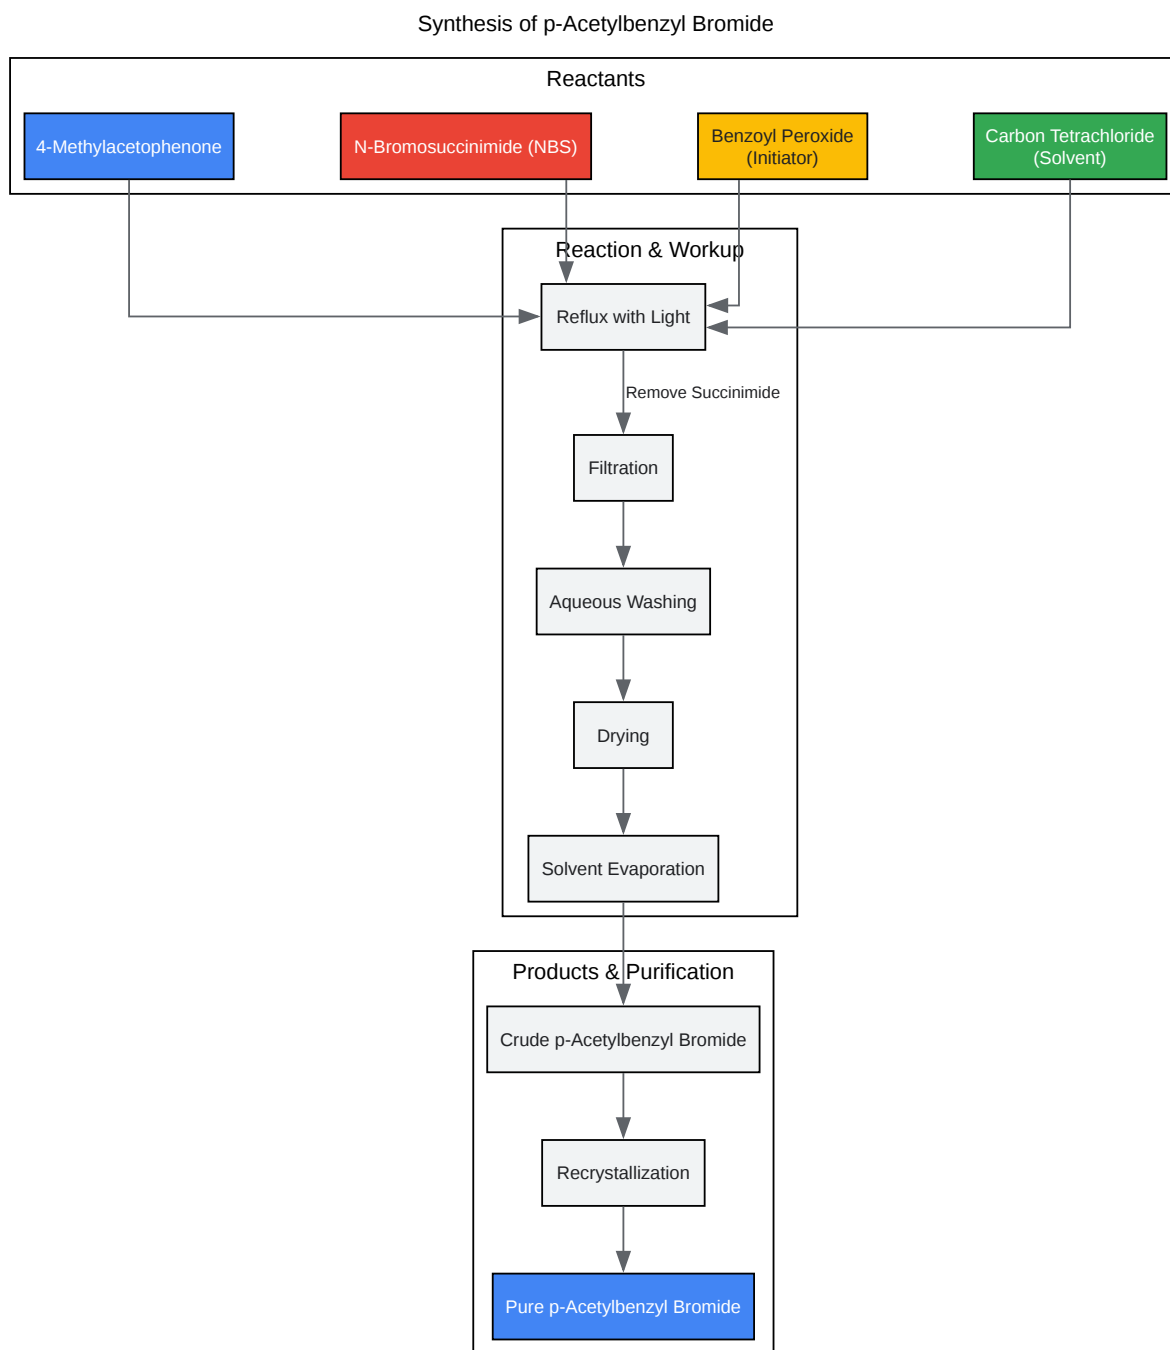 Synthesis of p-Acetylbenzyl Bromide
Reactants
4-Methylacetophenone
N-Bromosuccinimide (NBS)
Benzoyl Peroxide
(Initiator)
Carbon Tetrachloride
(Solvent)
Reaction & Workup
Reflux with Light
Remove Succinimide
Filtration
Aqueous Washing
Drying
Solvent Evaporation
Products & Purification
Crude p-Acetylbenzyl Bromide
Recrystallization
Pure p-Acetylbenzyl Bromide